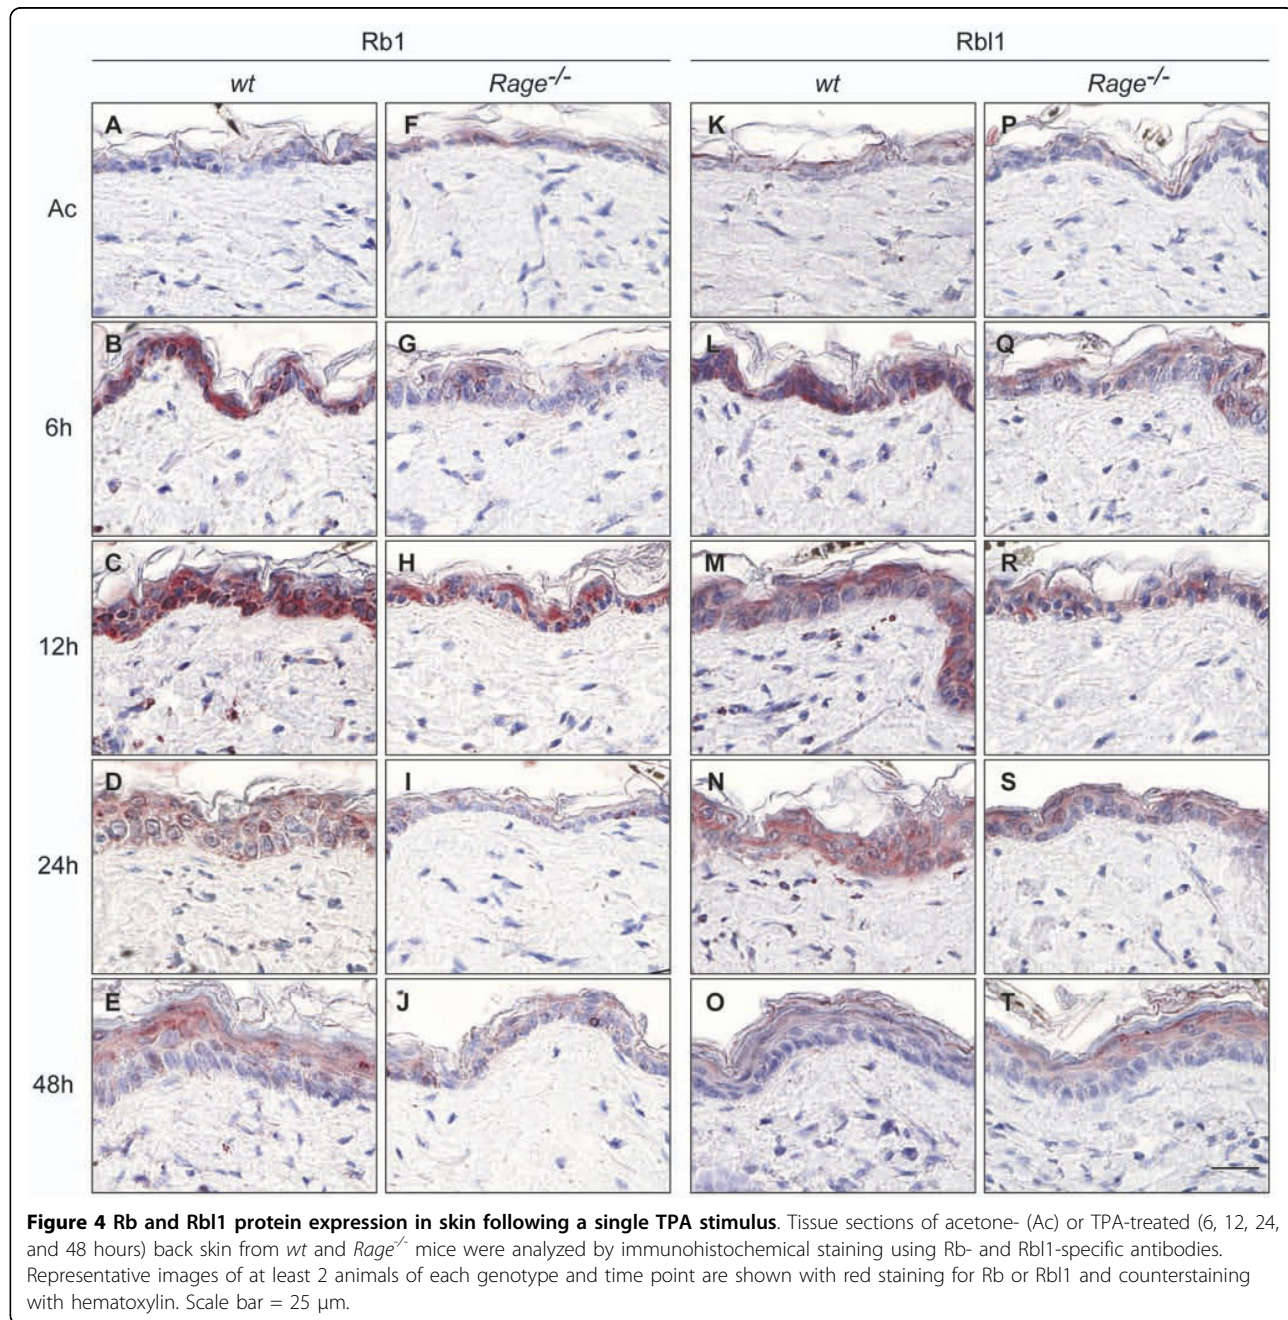 Rb1 Rbl1
wt Rage-/- wt Rage-/-
A F K P
Ac
B G L Q
6h
C H M R
12h
D I N S
24h
E J O T
48h
Figure 4 Rb and Rbl1 protein expression in skin following a single TPA stimulus. Tissue sections of acetone- (Ac) or TPA-treated (6, 12, 24,
and 48 hours) back skin from wt and Rage-/- mice were analyzed by immunohistochemical staining using Rb- and Rbl1-specific antibodies.
Representative images of at least 2 animals of each genotype and time point are shown with red staining for Rb or Rbl1 and counterstaining
with hematoxylin. Scale bar = 25 μm.